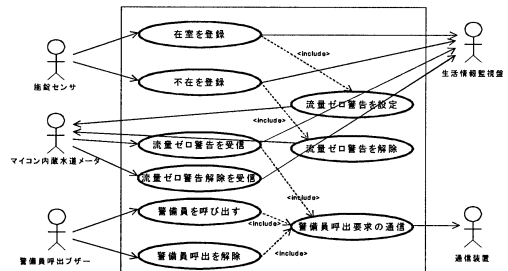 在室を登録
<include>
施錠センサ
不在を登録
生活情報監視盤
流量ゼロ警告を設定
<include>
マイコン内蔵水道メータ
流量ゼロ警告を受信
流量ゼロ警告を解除
流量ゼロ警告解除を受信
<include>
警備員を呼び出す
<include>
警備員呼出要求の通信
警備員呼出ブザー
警備員呼出を解除
<include>
通信装置